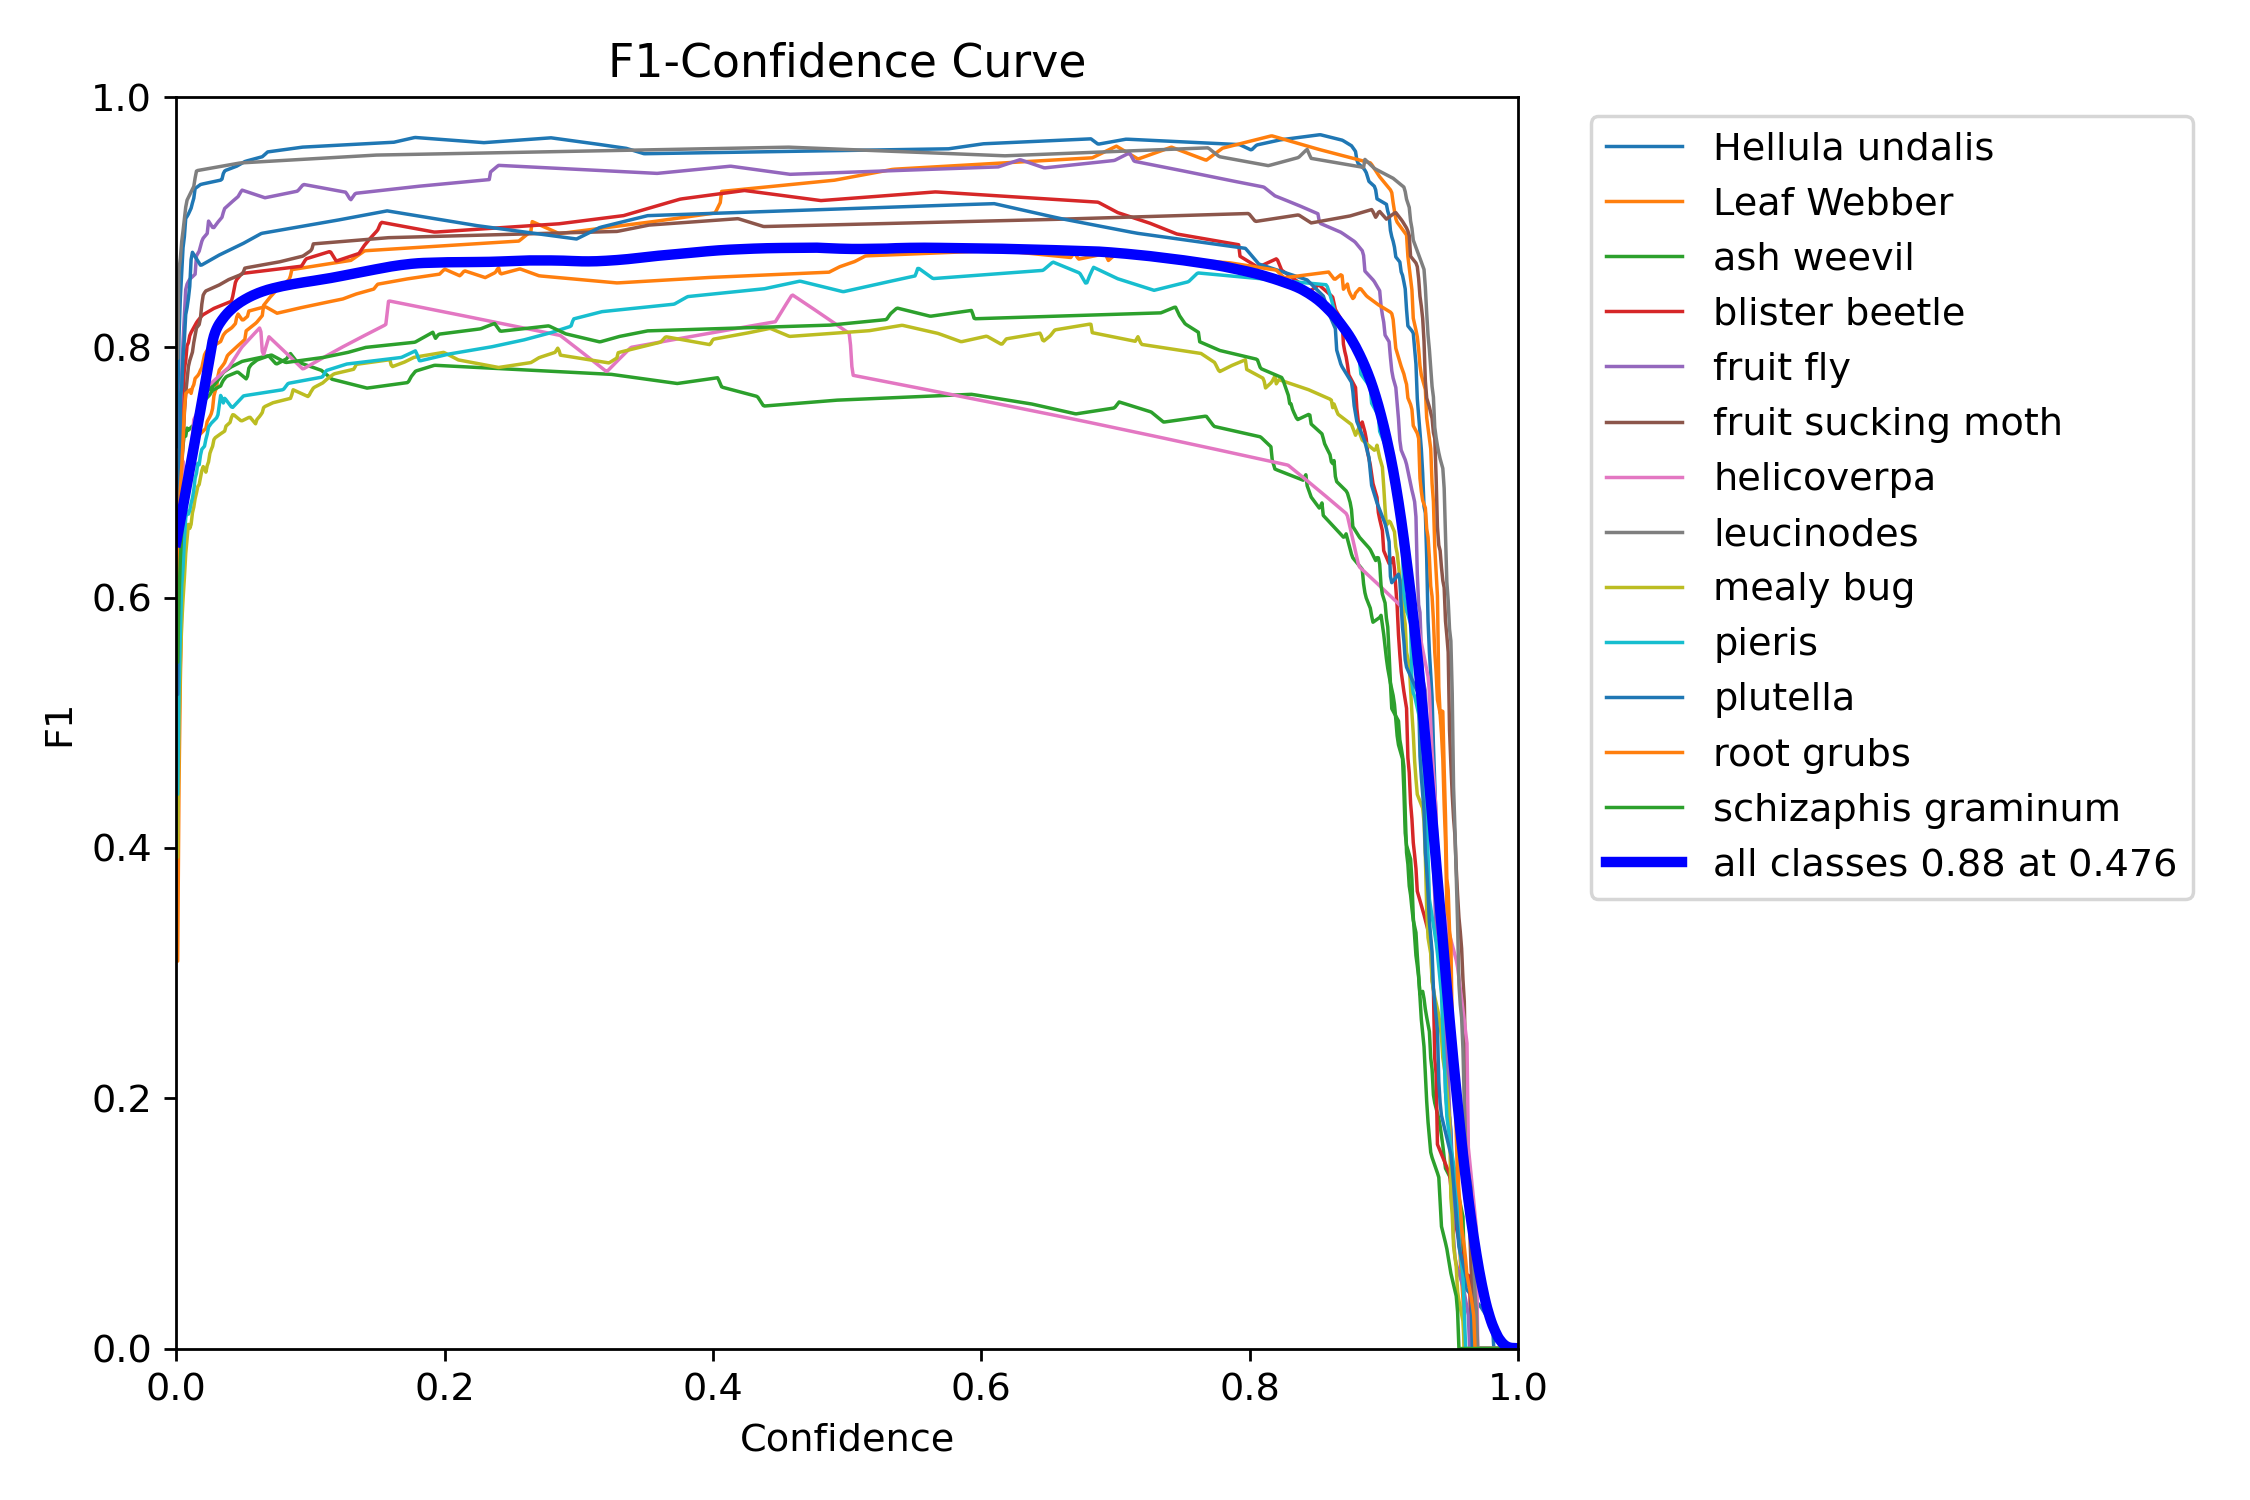 F1-Confidence Curve
1.0
0.8
0.6
0.4
0.2
0.0
F1
0.0 0.2 0.4 0.6 0.8 1.0
Confidence
Hellula undalis
Leaf Webber
ash weevil
blister beetle
fruit fly
fruit sucking moth
helicoverpa
leucinodes
mealy bug
pieris
plutella
root grubs
schizaphis graminum
all classes 0.88 at 0.476